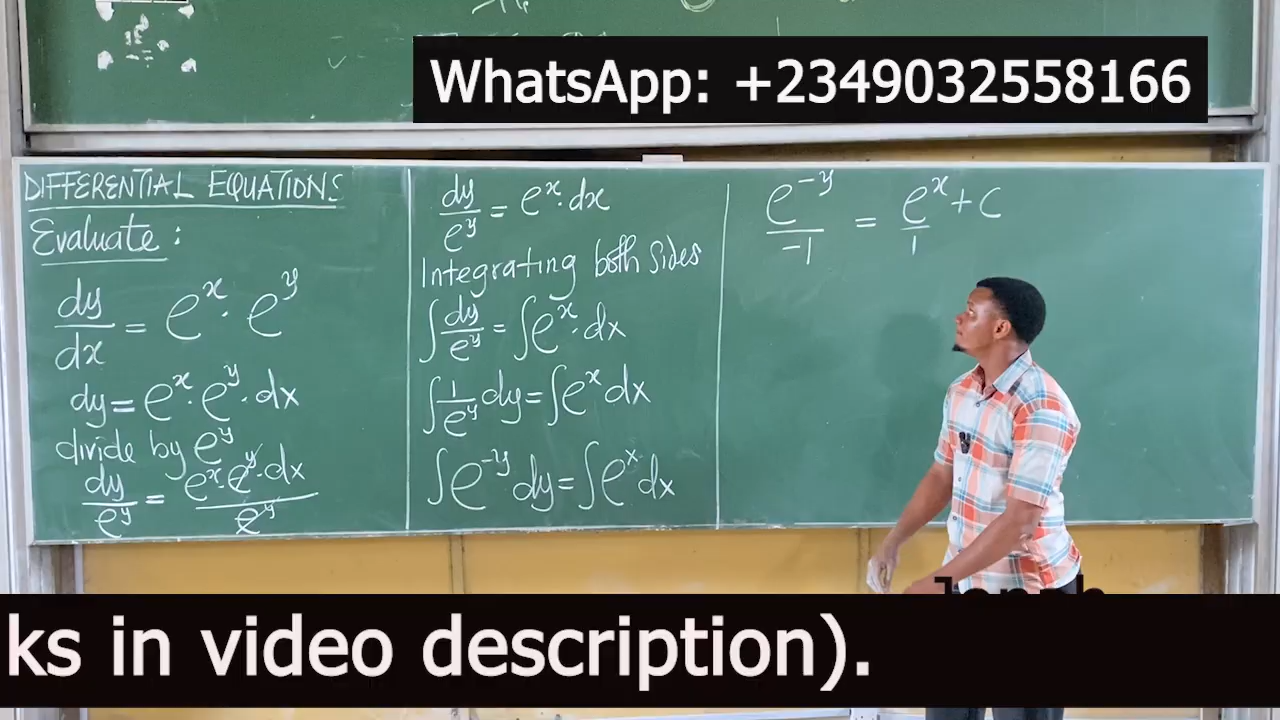 WhatsApp: +2349032558166
DIFFERENTIAL EQUATIONS
Evaluate:
dy/dx = e^x · e^y
dy = e^x · e^y · dx
divide by e^y
dy/e^y = e^x · e^y · dx / e^y
dy/e^y = e^x · dx
Integrating both sides
∫ dy/e^y = ∫ e^x · dx
∫ 1/e^y dy = ∫ e^x dx
∫ e^-y dy = ∫ e^x dx
e^-y/-1 = e^x/1 + C
ks in video description).